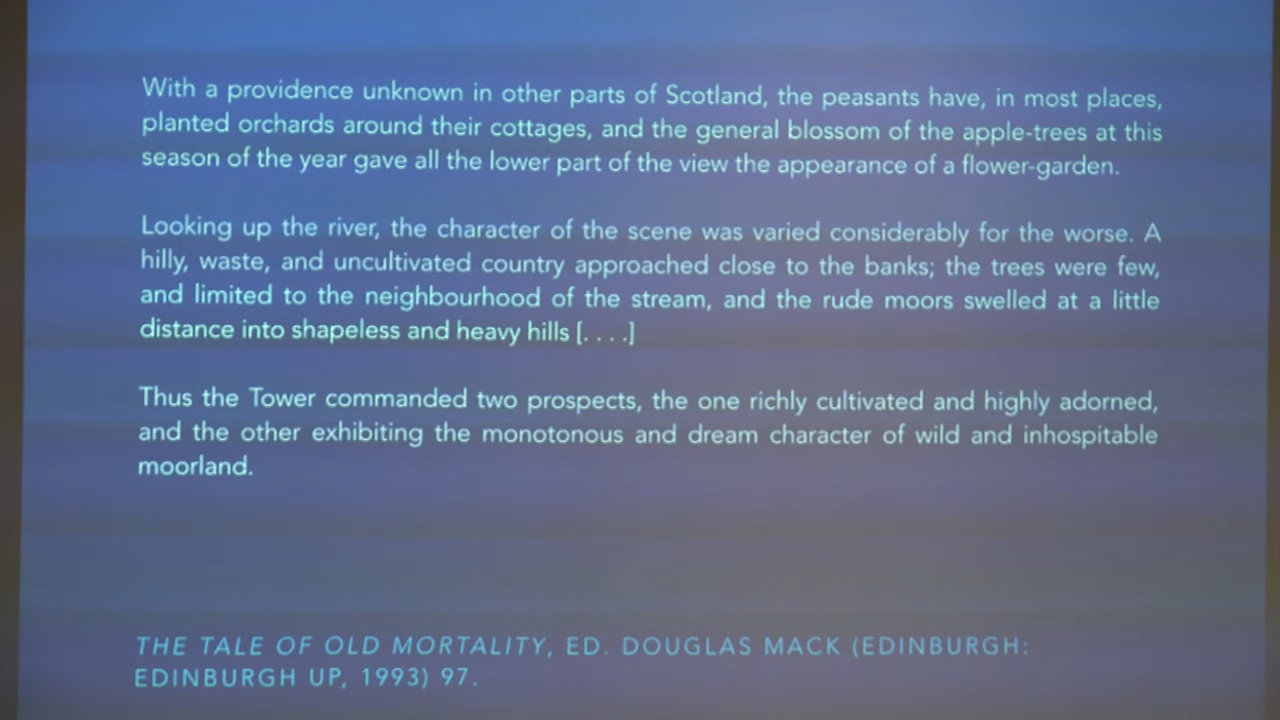 With a providence unknown in other parts of Scotland, the peasants have, in most places,
planted orchards around their cottages, and the general blossom of the apple-trees at this
season of the year gave all the lower part of the view the appearance of a flower-garden.
Looking up the river, the character of the scene was varied considerably for the worse. A
hilly, waste, and uncultivated country approached close to the banks; the trees were few,
and limited to the neighbourhood of the stream, and the rude moors swelled at a little
distance into shapeless and heavy hills [. . . .]
Thus the Tower commanded two prospects, the one richly cultivated and highly adorned,
and the other exhibiting the monotonous and dream character of wild and inhospitable
moorland.
THE TALE OF OLD MORTALITY, ED. DOUGLAS MACK (EDINBURGH:
EDINBURGH UP, 1993) 97.